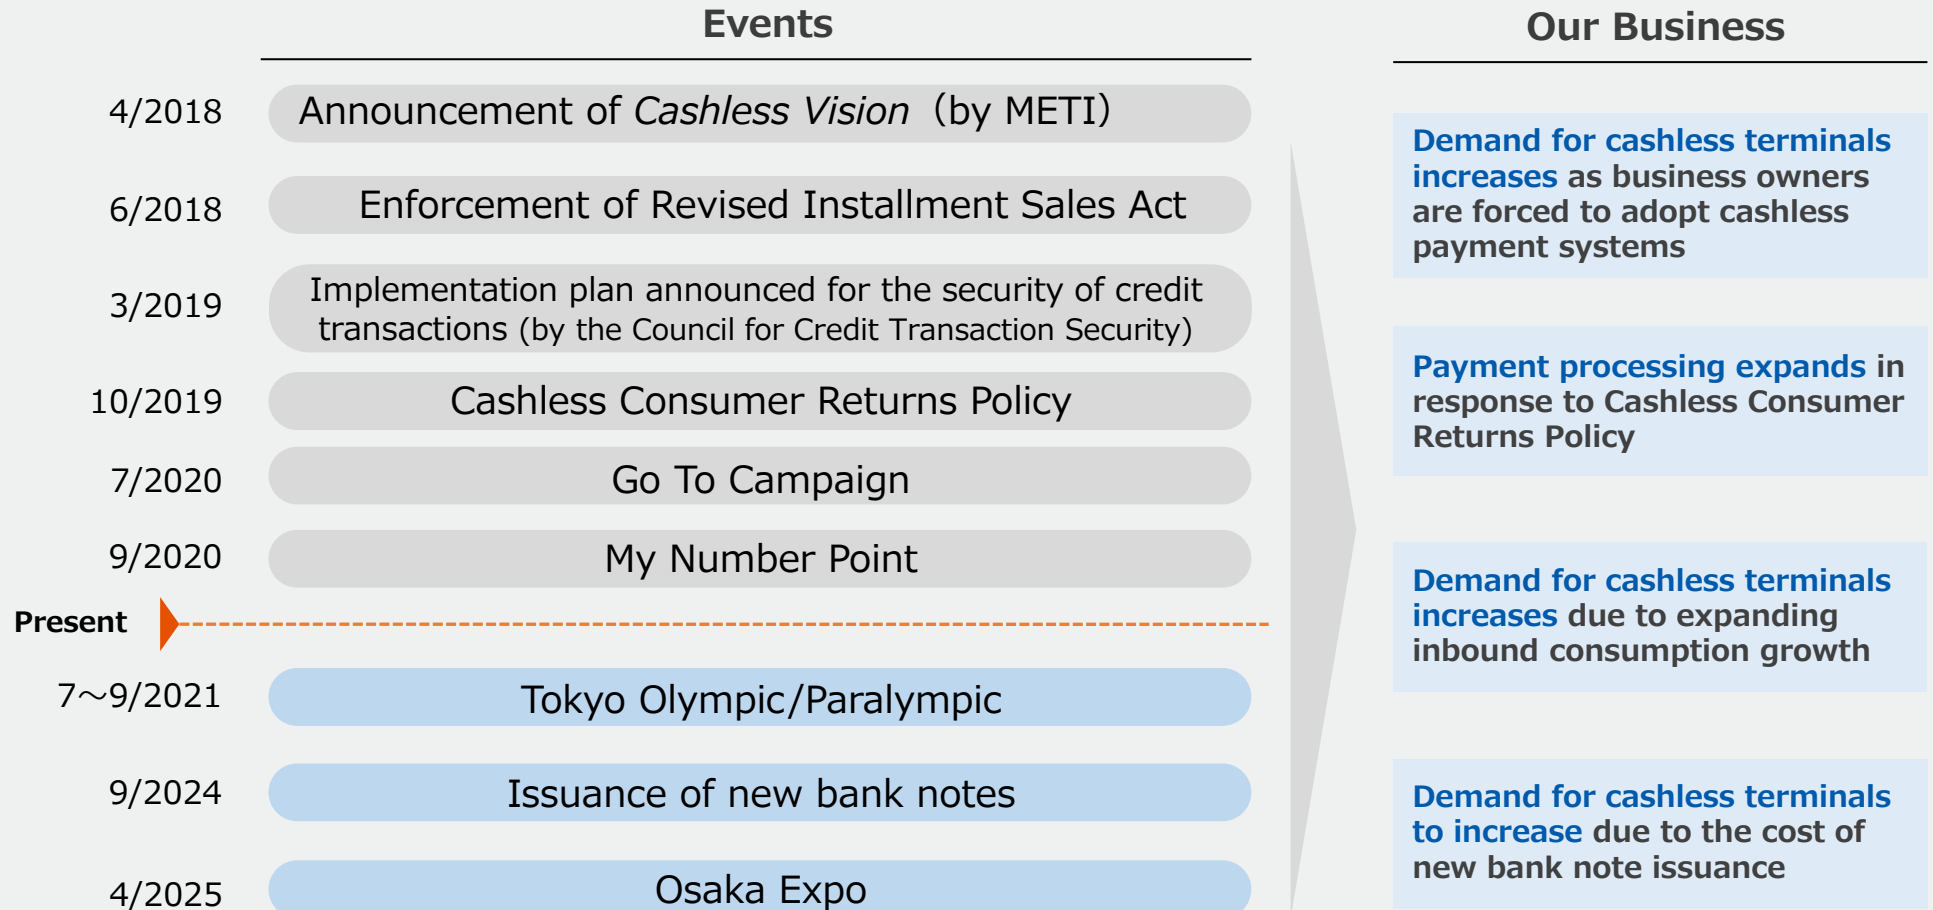 Events
4/2018
Announcement of Cashless Vision（by METI）
6/2018
Enforcement of Revised Installment Sales Act
3/2019
Implementation plan announced for the security of credit
transactions (by the Council for Credit Transaction Security)
10/2019
Cashless Consumer Returns Policy
7/2020
Go To Campaign
9/2020
My Number Point
Present
7～9/2021
Tokyo Olympic/Paralympic
9/2024
Issuance of new bank notes
4/2025
Osaka Expo
Our Business
Demand for cashless terminals
increases as business owners
are forced to adopt cashless
payment systems
Payment processing expands in
response to Cashless Consumer
Returns Policy
Demand for cashless terminals
increases due to expanding
inbound consumption growth
Demand for cashless terminals
to increase due to the cost of
new bank note issuance